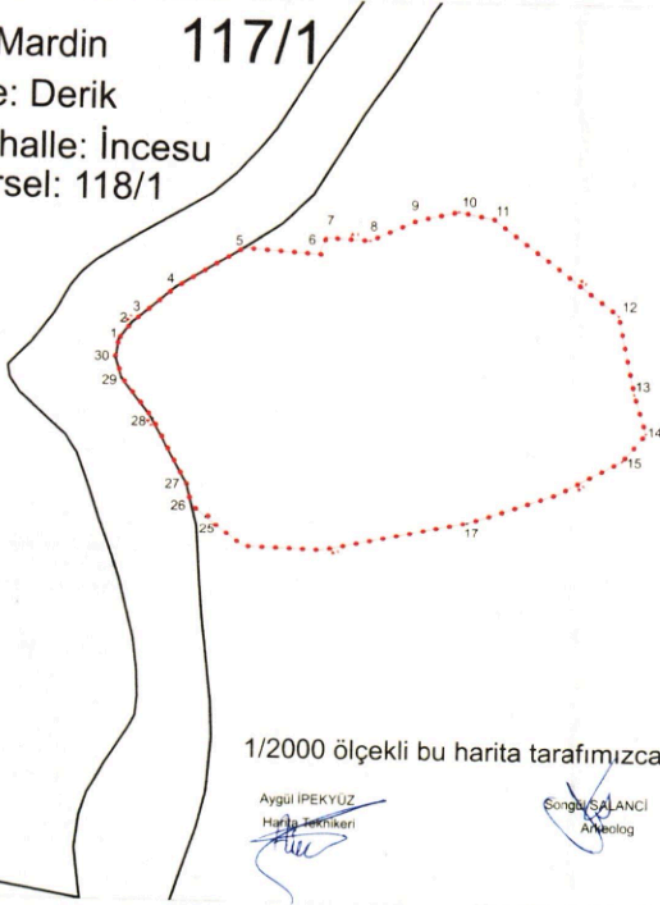 Mardin 117/1
e: Derik
halle: İncesu
rsel: 118/1
9 10 11
7 8
5 6
4
3 12
2
1
30
29 13
28 14
15
27
26
25 17
1/2000 ölçekli bu harita tarafımızca
Aygül İPEKYÜZ Songül SALANCİ
Harita Teknikeri Arkeolog